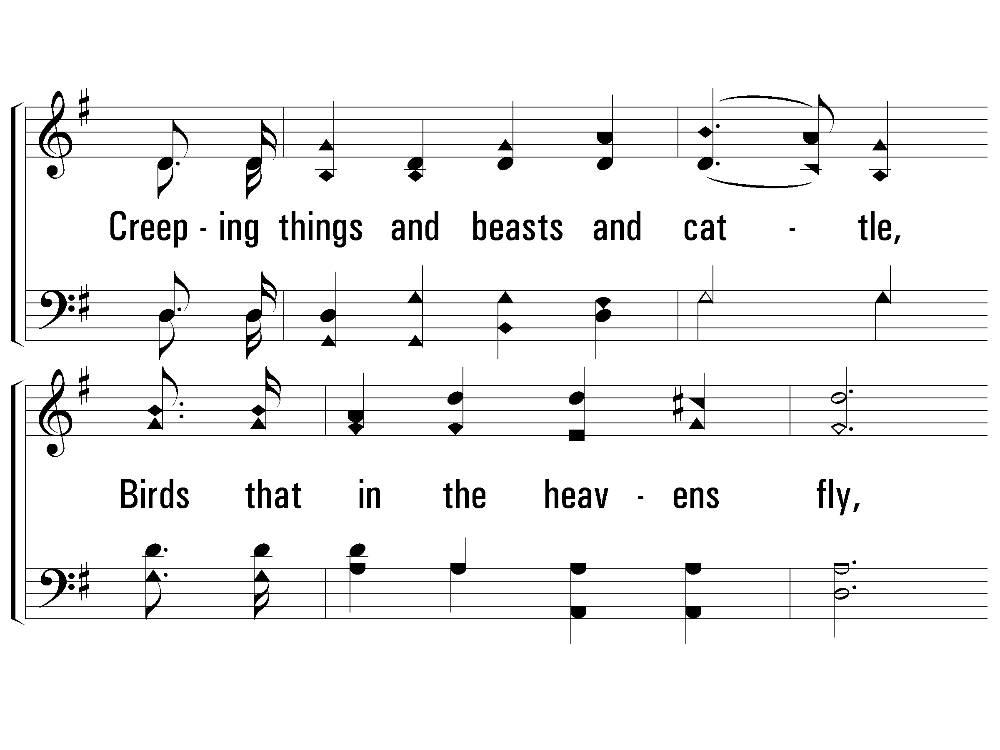 Creep - ing things and beasts and cat - tle,
Birds that in the heav - ens fly,